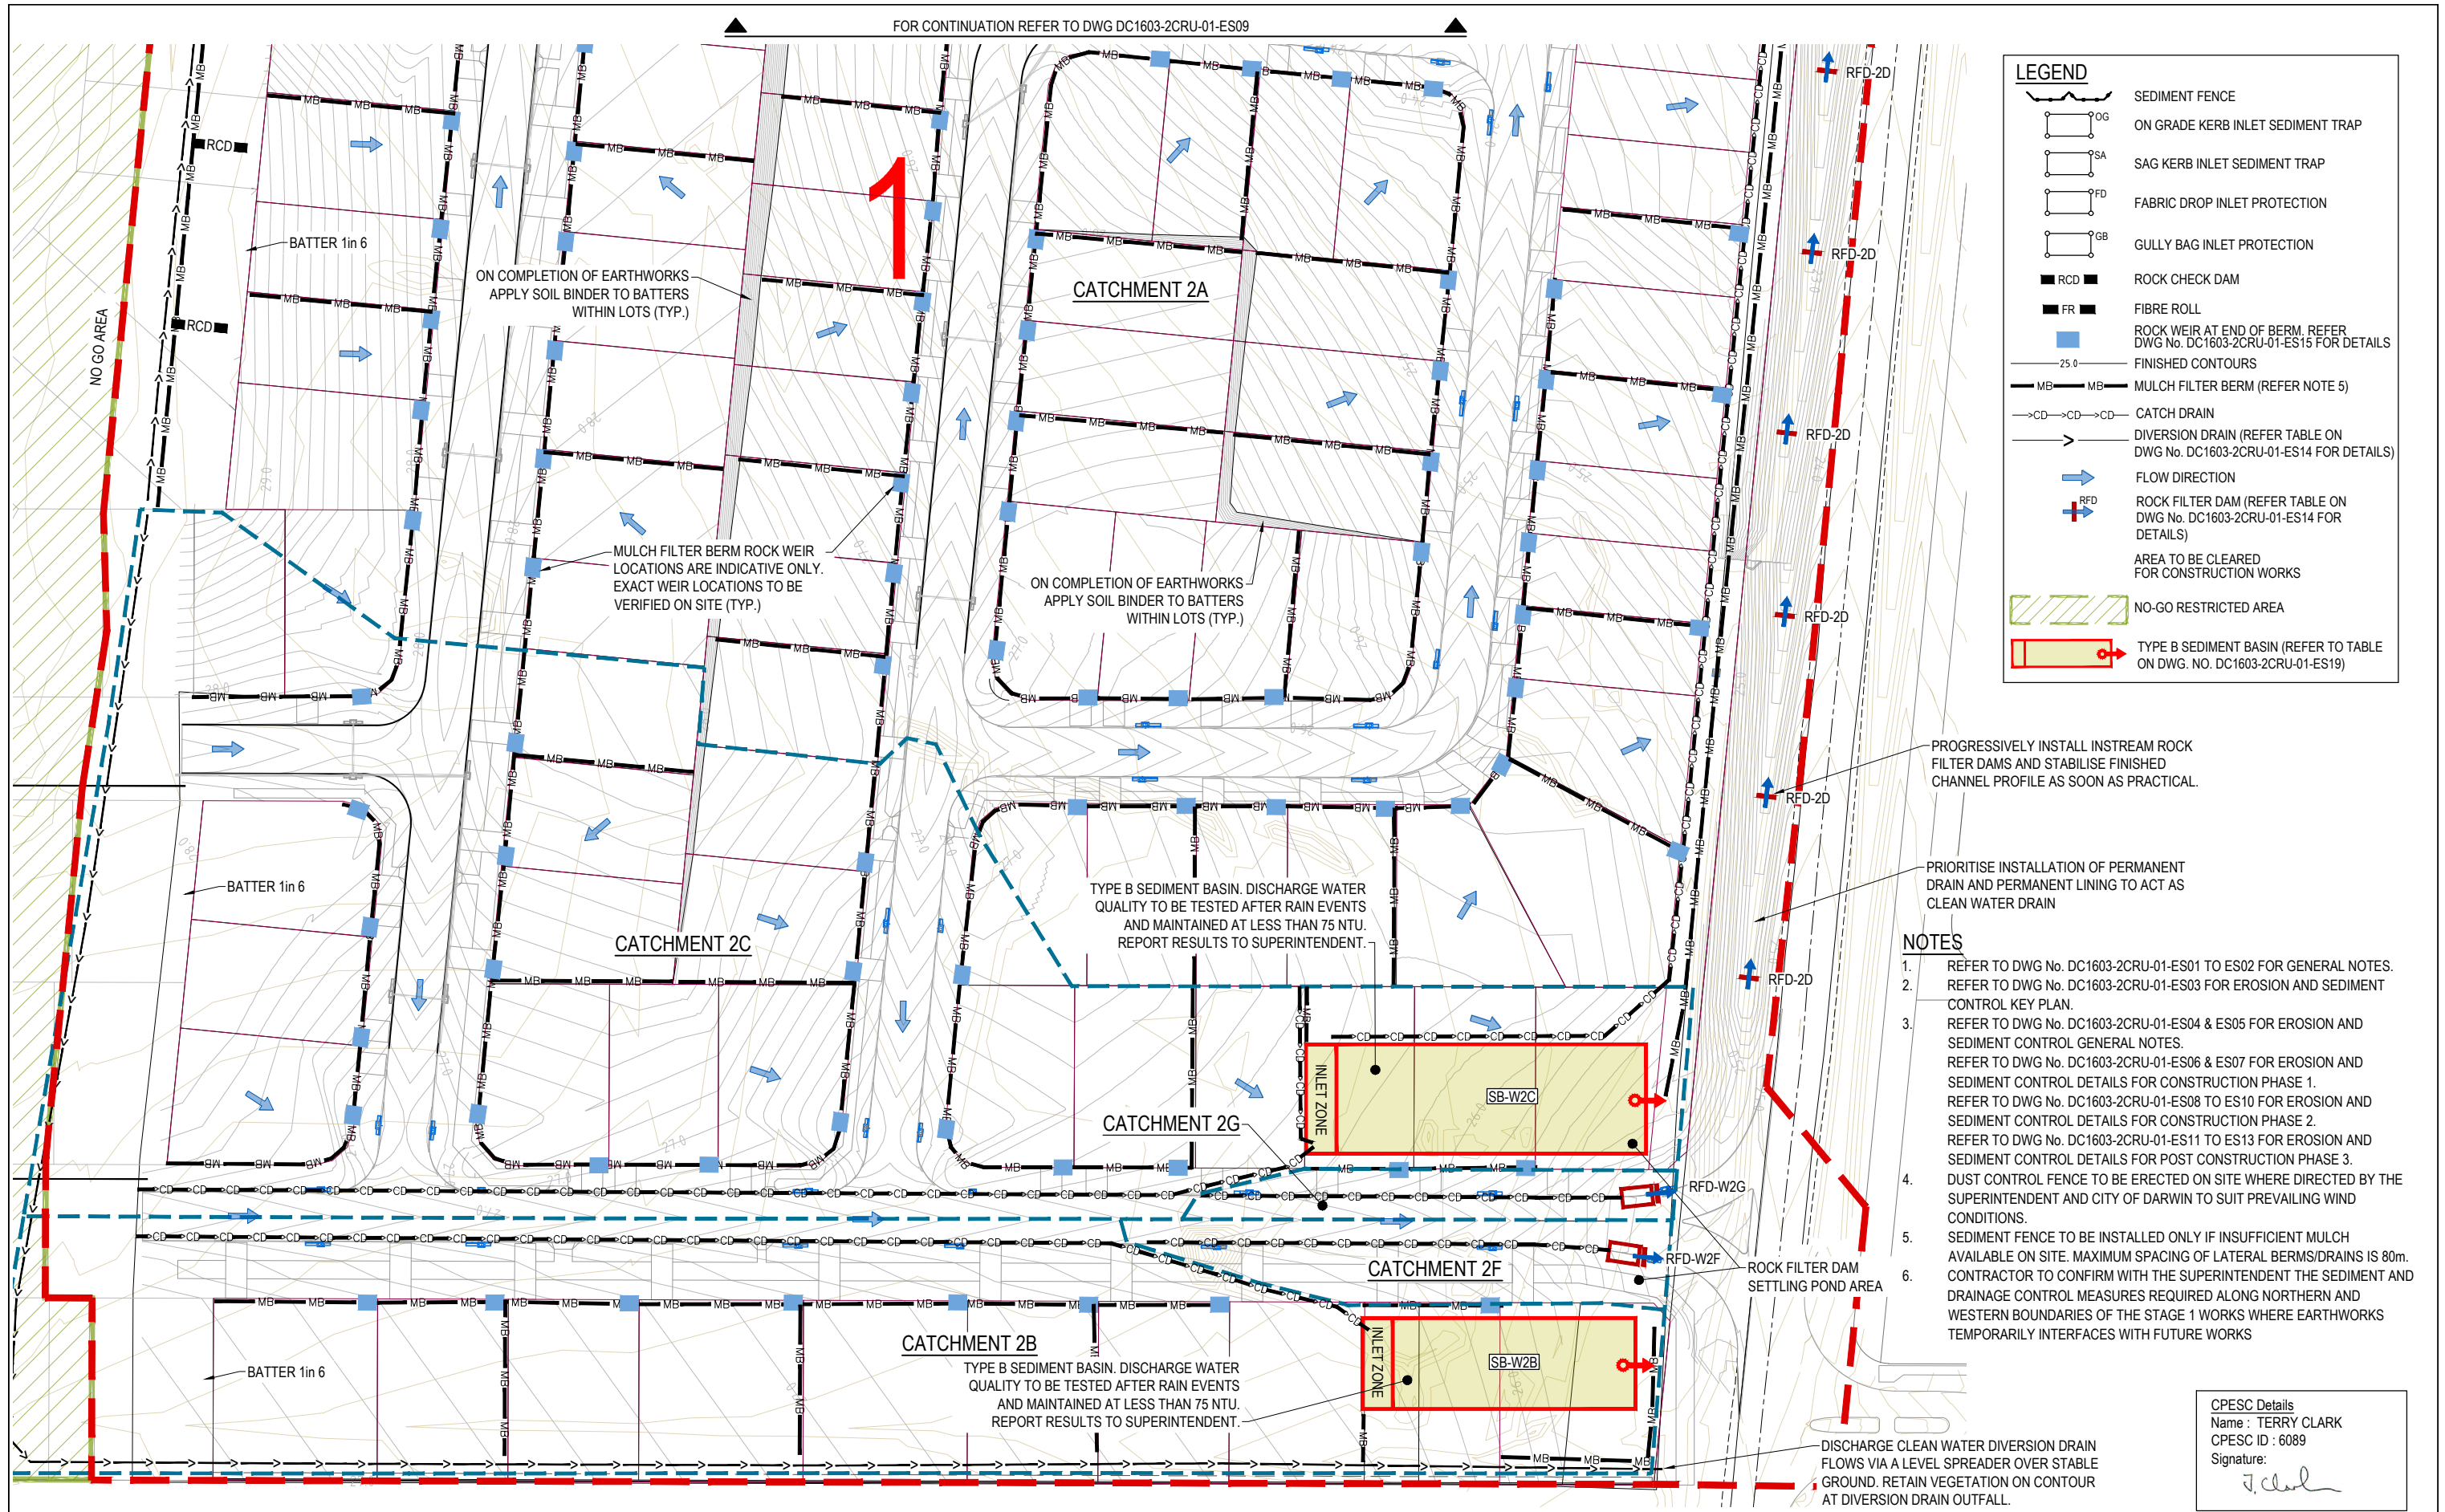 FOR CONTINUATION REFER TO DWG DC1603-2CRU-01-ES09
LEGEND
SEDIMENT FENCE
OG
ON GRADE KERB INLET SEDIMENT TRAP
SA
SAG KERB INLET SEDIMENT TRAP
FD
FABRIC DROP INLET PROTECTION
GB
GULLY BAG INLET PROTECTION
RCD
ROCK CHECK DAM
FR
FIBRE ROLL
ROCK WEIR AT END OF BERM. REFER
DWG No. DC1603-2CRU-01-ES15 FOR DETAILS
25.0
FINISHED CONTOURS
MB MB
MULCH FILTER BERM (REFER NOTE 5)
CD CD CD
CATCH DRAIN
DIVERSION DRAIN (REFER TABLE ON
DWG No. DC1603-2CRU-01-ES14 FOR DETAILS)
FLOW DIRECTION
RFD
ROCK FILTER DAM (REFER TABLE ON
DWG No. DC1603-2CRU-01-ES14 FOR
DETAILS)
AREA TO BE CLEARED
FOR CONSTRUCTION WORKS
NO-GO RESTRICTED AREA
TYPE B SEDIMENT BASIN (REFER TO TABLE
ON DWG. NO. DC1603-2CRU-01-ES19)
NO GO AREA
RCD
RCD
BATTER 1in 6
ON COMPLETION OF EARTHWORKS
APPLY SOIL BINDER TO BATTERS
WITHIN LOTS (TYP.)
1
CATCHMENT 2A
RFD-2D
RFD-2D
RFD-2D
RFD-2D
RFD-2D
RFD-2D
MULCH FILTER BERM ROCK WEIR
LOCATIONS ARE INDICATIVE ONLY.
EXACT WEIR LOCATIONS TO BE
VERIFIED ON SITE (TYP.)
ON COMPLETION OF EARTHWORKS
APPLY SOIL BINDER TO BATTERS
WITHIN LOTS (TYP.)
PROGRESSIVELY INSTALL INSTREAM ROCK
FILTER DAMS AND STABILISE FINISHED
CHANNEL PROFILE AS SOON AS PRACTICAL.
PRIORITISE INSTALLATION OF PERMANENT
DRAIN AND PERMANENT LINING TO ACT AS
CLEAN WATER DRAIN
BATTER 1in 6
CATCHMENT 2C
TYPE B SEDIMENT BASIN. DISCHARGE WATER
QUALITY TO BE TESTED AFTER RAIN EVENTS
AND MAINTAINED AT LESS THAN 75 NTU.
REPORT RESULTS TO SUPERINTENDENT.
INLET ZONE
SB-W2C
CATCHMENT 2G
RFD-W2G
RFD-W2F
CATCHMENT 2F
ROCK FILTER DAM
SETTLING POND AREA
CATCHMENT 2B
TYPE B SEDIMENT BASIN. DISCHARGE WATER
QUALITY TO BE TESTED AFTER RAIN EVENTS
AND MAINTAINED AT LESS THAN 75 NTU.
REPORT RESULTS TO SUPERINTENDENT.
INLET ZONE
SB-W2B
BATTER 1in 6
DISCHARGE CLEAN WATER DIVERSION DRAIN
FLOWS VIA A LEVEL SPREADER OVER STABLE
GROUND. RETAIN VEGETATION ON CONTOUR
AT DIVERSION DRAIN OUTFALL.
NOTES
1. REFER TO DWG No. DC1603-2CRU-01-ES01 TO ES02 FOR GENERAL NOTES.
2. REFER TO DWG No. DC1603-2CRU-01-ES03 FOR EROSION AND SEDIMENT
CONTROL KEY PLAN.
3. REFER TO DWG No. DC1603-2CRU-01-ES04 & ES05 FOR EROSION AND
SEDIMENT CONTROL GENERAL NOTES.
REFER TO DWG No. DC1603-2CRU-01-ES06 & ES07 FOR EROSION AND
SEDIMENT CONTROL DETAILS FOR CONSTRUCTION PHASE 1.
REFER TO DWG No. DC1603-2CRU-01-ES08 TO ES10 FOR EROSION AND
SEDIMENT CONTROL DETAILS FOR CONSTRUCTION PHASE 2.
REFER TO DWG No. DC1603-2CRU-01-ES11 TO ES13 FOR EROSION AND
SEDIMENT CONTROL DETAILS FOR POST CONSTRUCTION PHASE 3.
4. DUST CONTROL FENCE TO BE ERECTED ON SITE WHERE DIRECTED BY THE
SUPERINTENDENT AND CITY OF DARWIN TO SUIT PREVAILING WIND
CONDITIONS.
5. SEDIMENT FENCE TO BE INSTALLED ONLY IF INSUFFICIENT MULCH
AVAILABLE ON SITE. MAXIMUM SPACING OF LATERAL BERMS/DRAINS IS 80m.
6. CONTRACTOR TO CONFIRM WITH THE SUPERINTENDENT THE SEDIMENT AND
DRAINAGE CONTROL MEASURES REQUIRED ALONG NORTHERN AND
WESTERN BOUNDARIES OF THE STAGE 1 WORKS WHERE EARTHWORKS
TEMPORARILY INTERFACES WITH FUTURE WORKS
CPESC Details
Name : TERRY CLARK
CPESC ID : 6089
Signature:
T. Clark